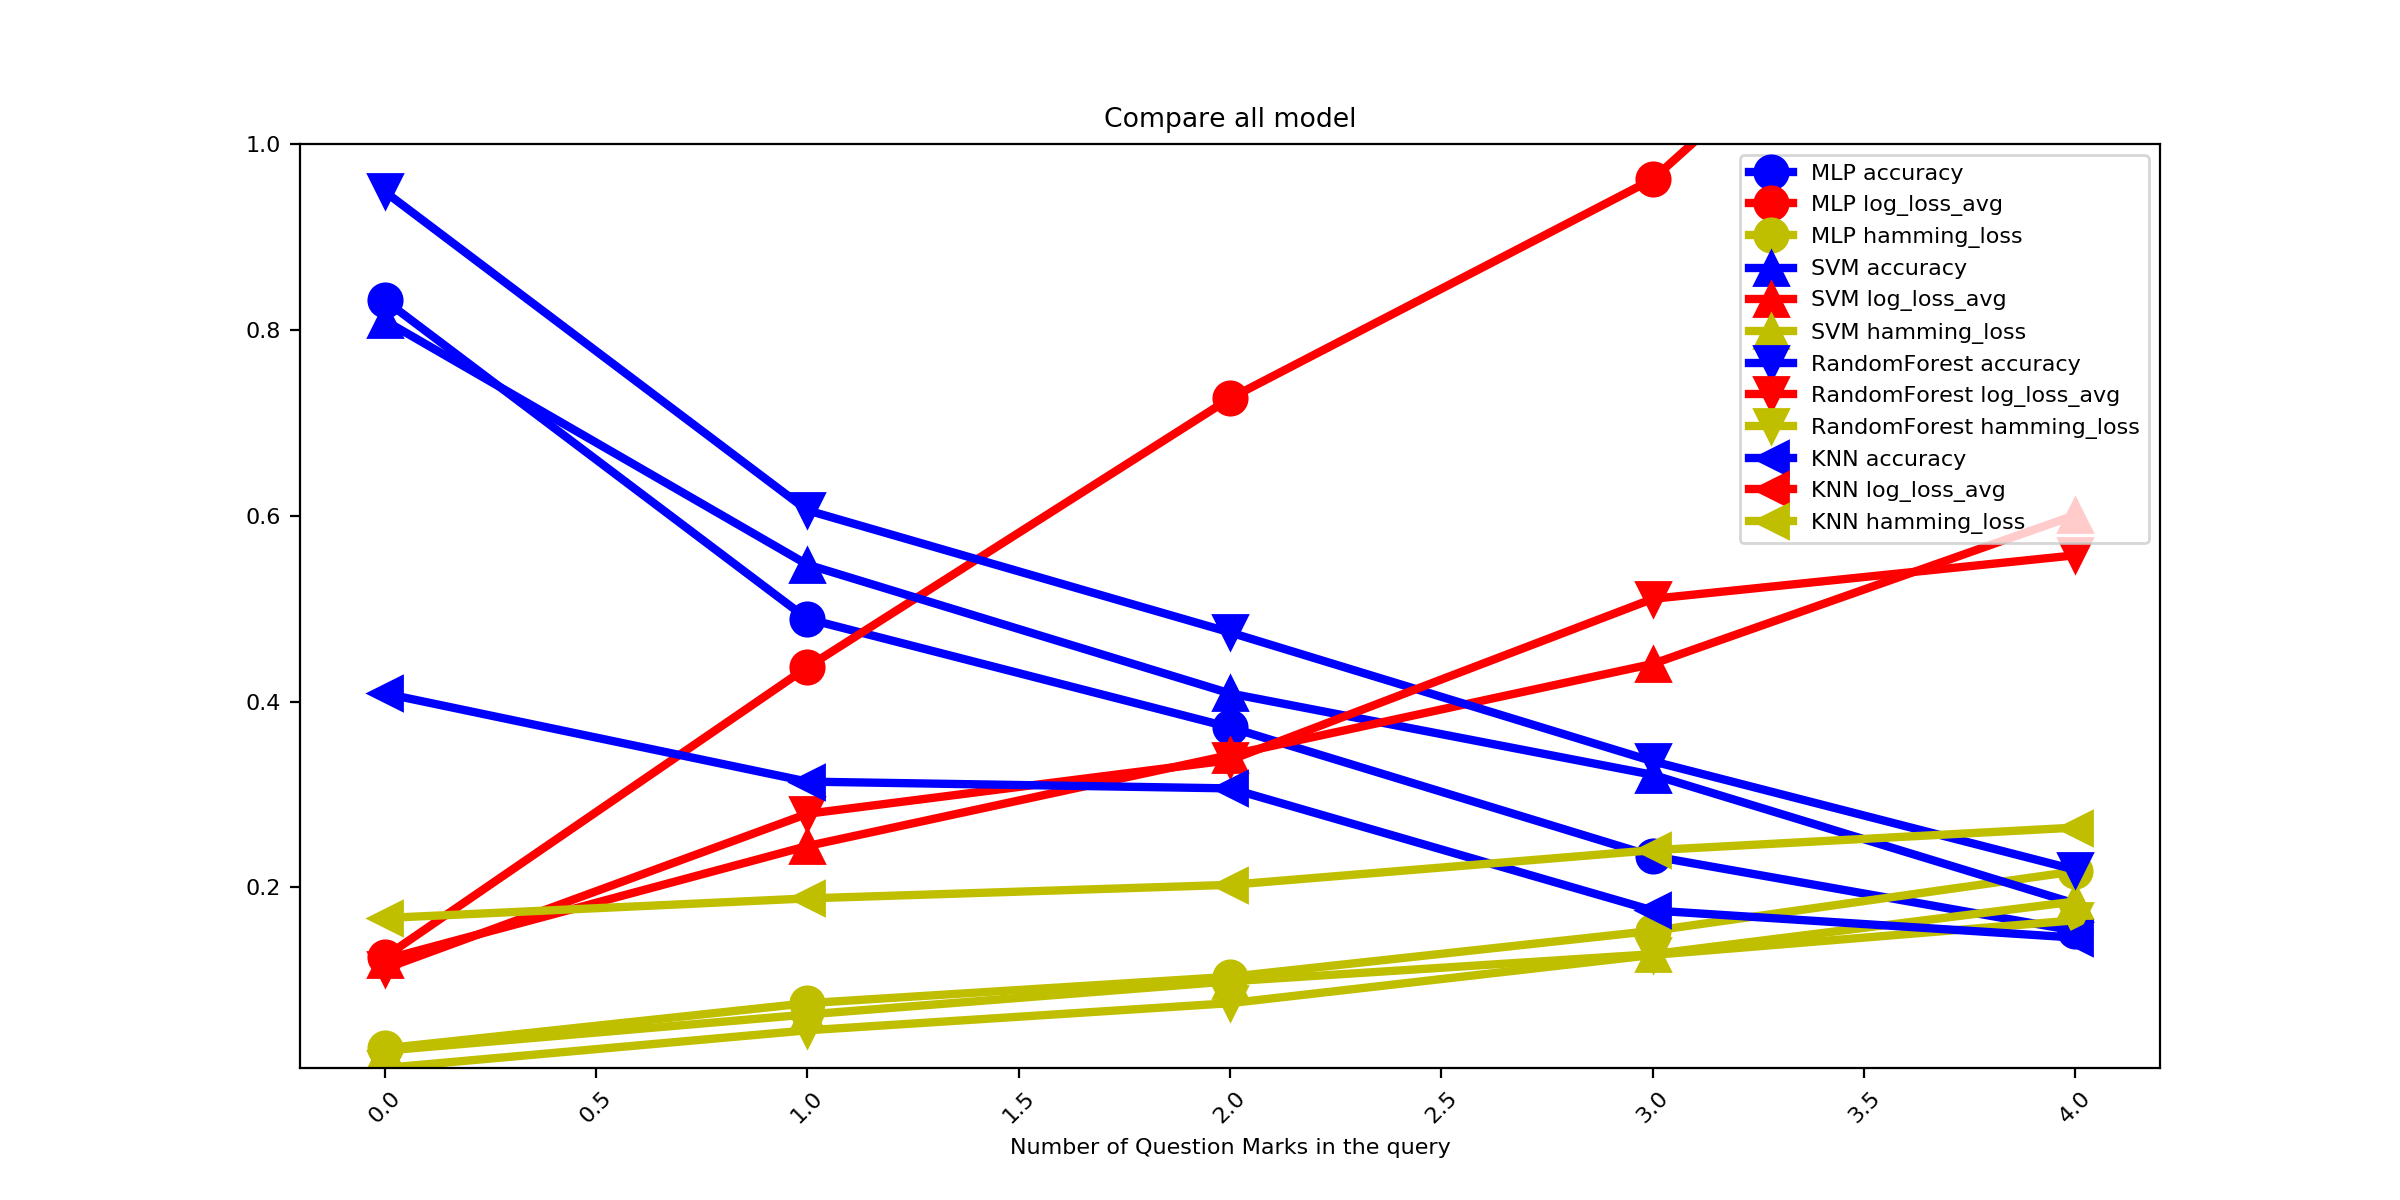 Compare all model
1.0
0.8
0.6
0.4
0.2
MLP accuracy
MLP log_loss_avg
MLP hamming_loss
SVM accuracy
SVM log_loss_avg
SVM hamming_loss
RandomForest accuracy
RandomForest log_loss_avg
RandomForest hamming_loss
KNN accuracy
KNN log_loss_avg
KNN hamming_loss
0.0 0.5 1.0 1.5 2.0 2.5 3.0 3.5 4.0
Number of Question Marks in the query